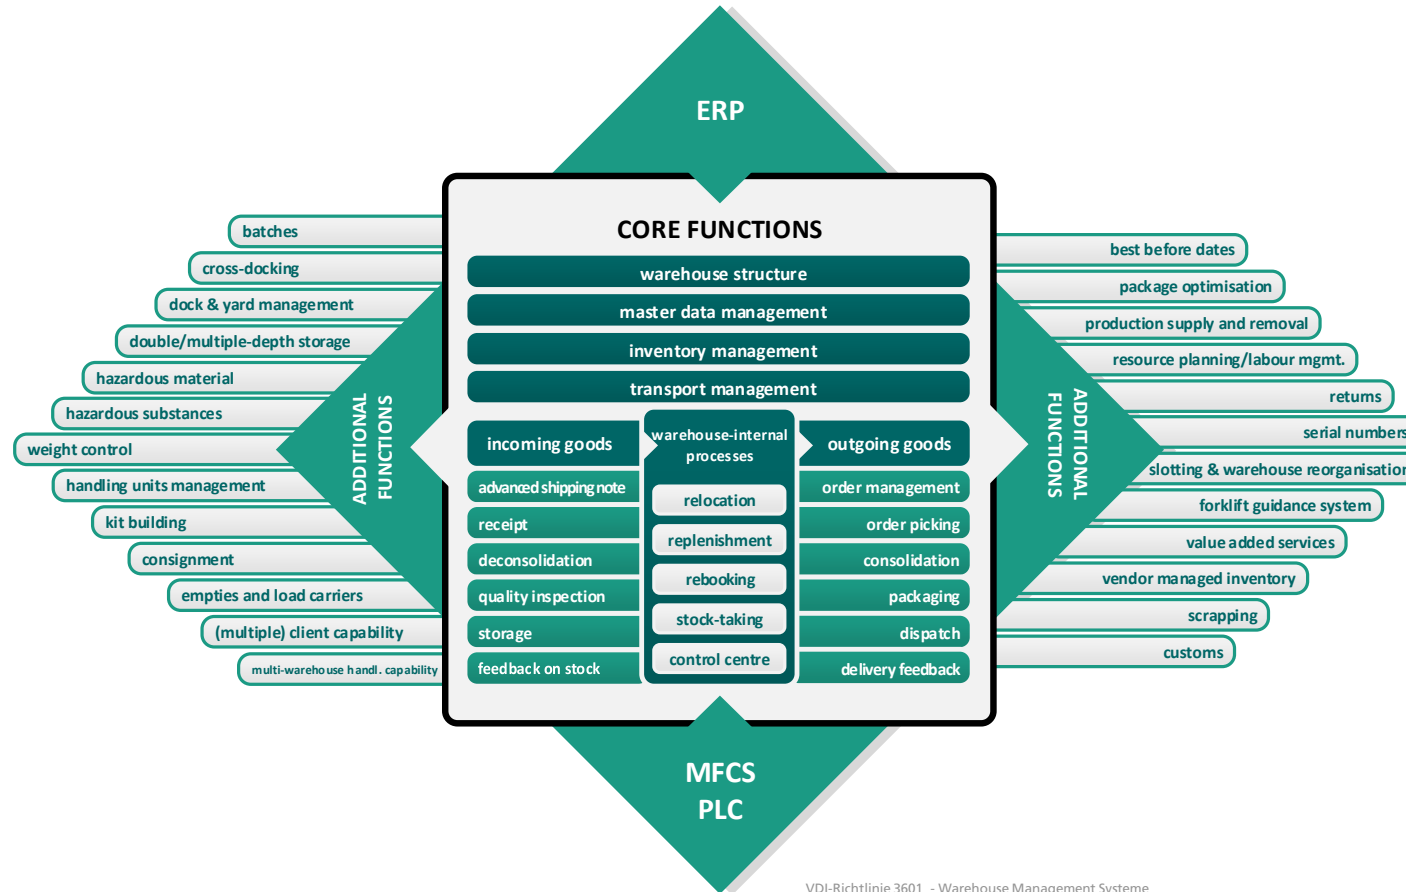 ERP
CORE FUNCTIONS
warehouse structure
master data management
inventory management
transport management
incoming goods
advanced shipping note
receipt
deconsolidation
quality inspection
storage
feedback on stock
warehouse-internal
processes
relocation
replenishment
rebooking
stock-taking
control centre
outgoing goods
order management
order picking
consolidation
packaging
dispatch
delivery feedback
ADDITIONAL
FUNCTIONS
batches
cross-docking
dock & yard management
double/multiple-depth storage
hazardous material
hazardous substances
weight control
handling units management
kit building
consignment
empties and load carriers
(multiple) client capability
multi-warehouse handl. capability
ADDITIONAL
FUNCTIONS
best before dates
package optimisation
production supply and removal
resource planning/labour mgmt.
returns
serial numbers
slotting & warehouse reorganisation
forklift guidance system
value added services
vendor managed inventory
scrapping
customs
MFCS
PLC
VDI-Richtlinie 3601 - Warehouse Management Systeme